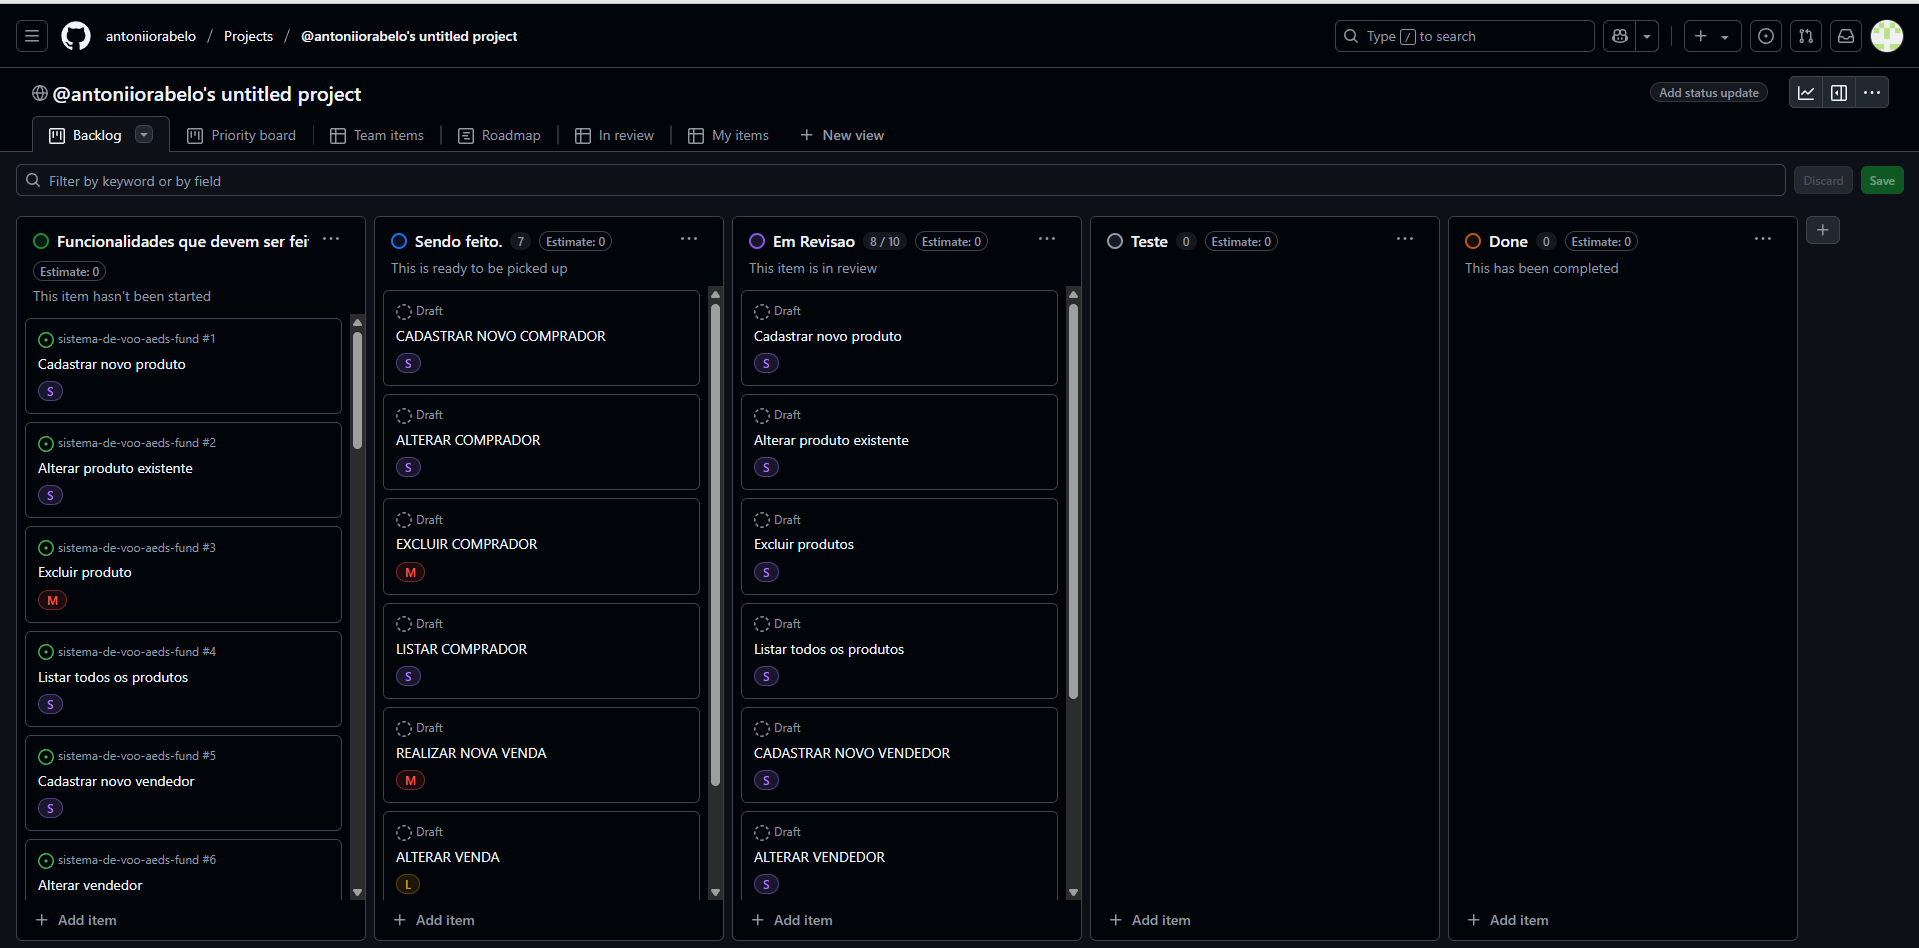 antoniiorabelo / Projects / @antoniiorabelo's untitled project
Type / to search
@antoniiorabelo's untitled project
Add status update
Backlog
Priority board
Team items
Roadmap
In review
My items
New view
Filter by keyword or by field
Discard
Save
Funcionalidades que devem ser fei
Estimate: 0
This item hasn't been started
sistema-de-voo-aeds-fund #1
Cadastrar novo produto
S
sistema-de-voo-aeds-fund #2
Alterar produto existente
S
sistema-de-voo-aeds-fund #3
Excluir produto
M
sistema-de-voo-aeds-fund #4
Listar todos os produtos
S
sistema-de-voo-aeds-fund #5
Cadastrar novo vendedor
S
sistema-de-voo-aeds-fund #6
Alterar vendedor
Add item
Sendo feito. 7 Estimate: 0
This is ready to be picked up
Draft
CADASTRAR NOVO COMPRADOR
S
Draft
ALTERAR COMPRADOR
S
Draft
EXCLUIR COMPRADOR
M
Draft
LISTAR COMPRADOR
S
Draft
REALIZAR NOVA VENDA
M
Draft
ALTERAR VENDA
L
Add item
Em Revisao 8 / 10 Estimate: 0
This item is in review
Draft
Cadastrar novo produto
S
Draft
Alterar produto existente
S
Draft
Excluir produtos
S
Draft
Listar todos os produtos
S
Draft
CADASTRAR NOVO VENDEDOR
S
Draft
ALTERAR VENDEDOR
S
Add item
Teste 0 Estimate: 0
Add item
Done 0 Estimate: 0
This has been completed
Add item